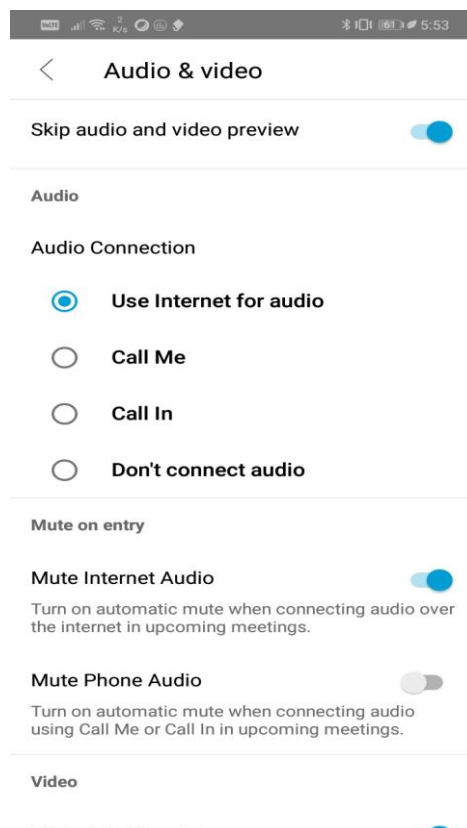 VoLTE 2 K/s 61 5:53
Audio & video
Skip audio and video preview
Audio
Audio Connection
Use Internet for audio
Call Me
Call In
Don't connect audio
Mute on entry
Mute Internet Audio
Turn on automatic mute when connecting audio over
the internet in upcoming meetings.
Mute Phone Audio
Turn on automatic mute when connecting audio
using Call Me or Call In in upcoming meetings.
Video